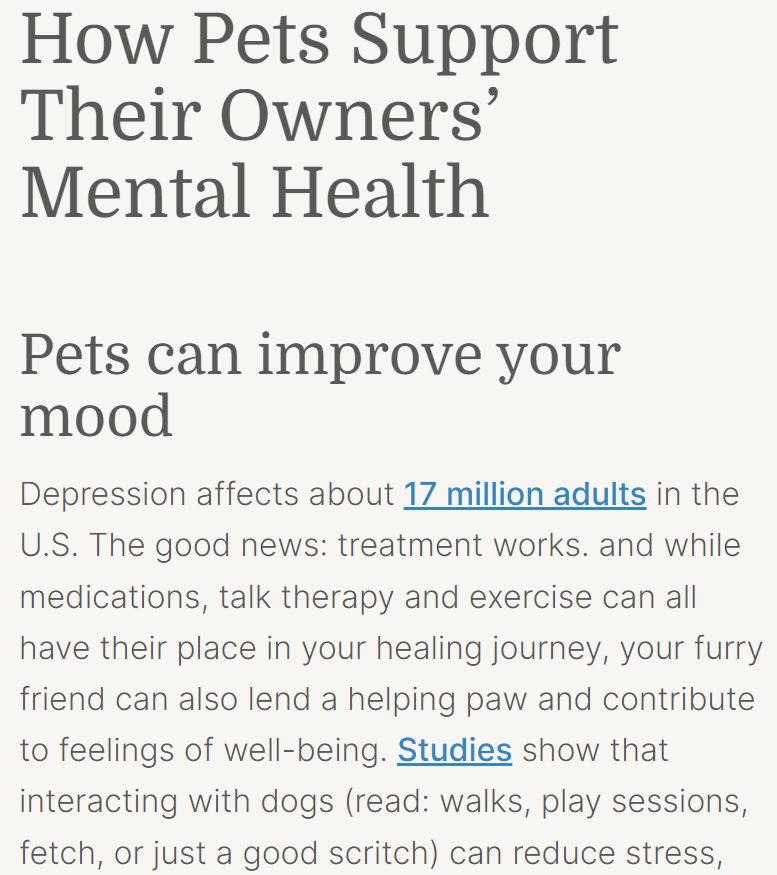 How Pets Support
Their Owners’
Mental Health
Pets can improve your
mood
Depression affects about 17 million adults in the
U.S. The good news: treatment works. and while
medications, talk therapy and exercise can all
have their place in your healing journey, your furry
friend can also lend a helping paw and contribute
to feelings of well-being. Studies show that
interacting with dogs (read: walks, play sessions,
fetch, or just a good scritch) can reduce stress,